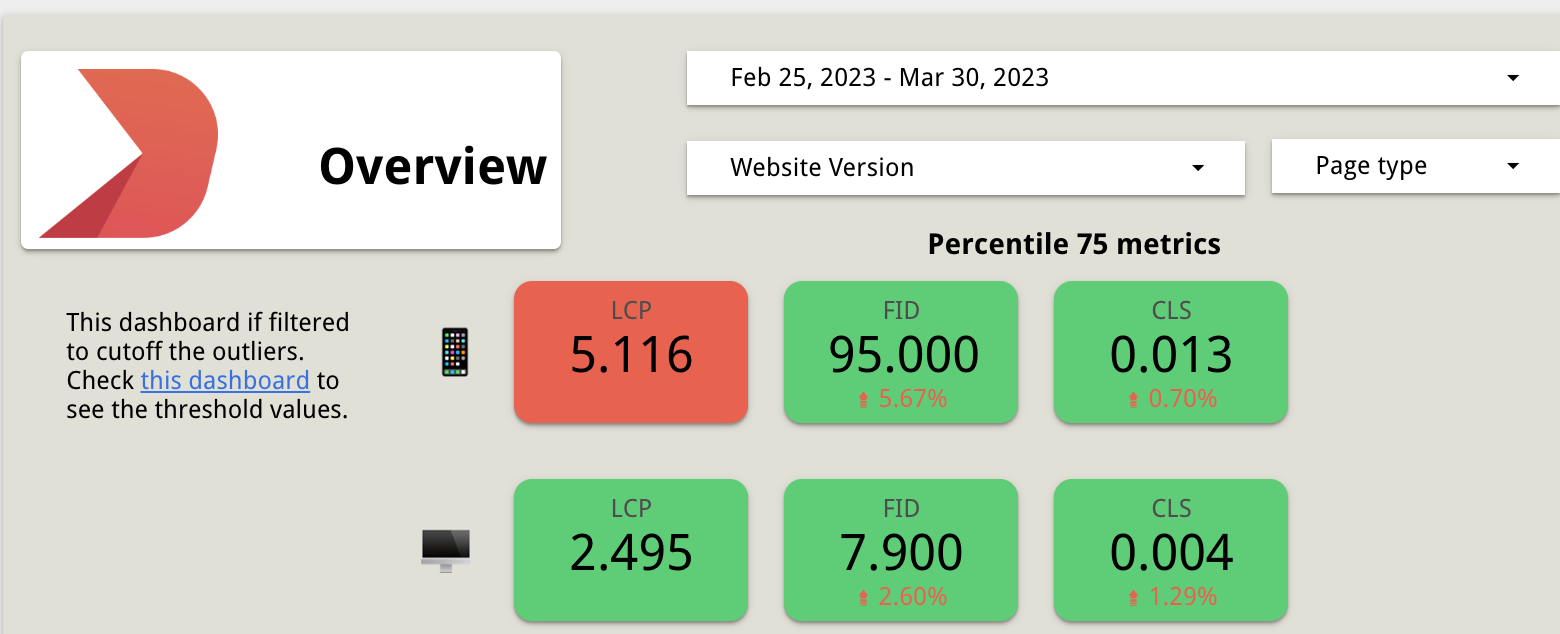 Overview
Feb 25, 2023 - Mar 30, 2023
Website Version
Page type
This dashboard if filtered
to cutoff the outliers.
Check this dashboard to
see the threshold values.
Percentile 75 metrics
LCP
5.116
FID
95.000
5.67%
CLS
0.013
0.70%
LCP
2.495
FID
7.900
2.60%
CLS
0.004
1.29%